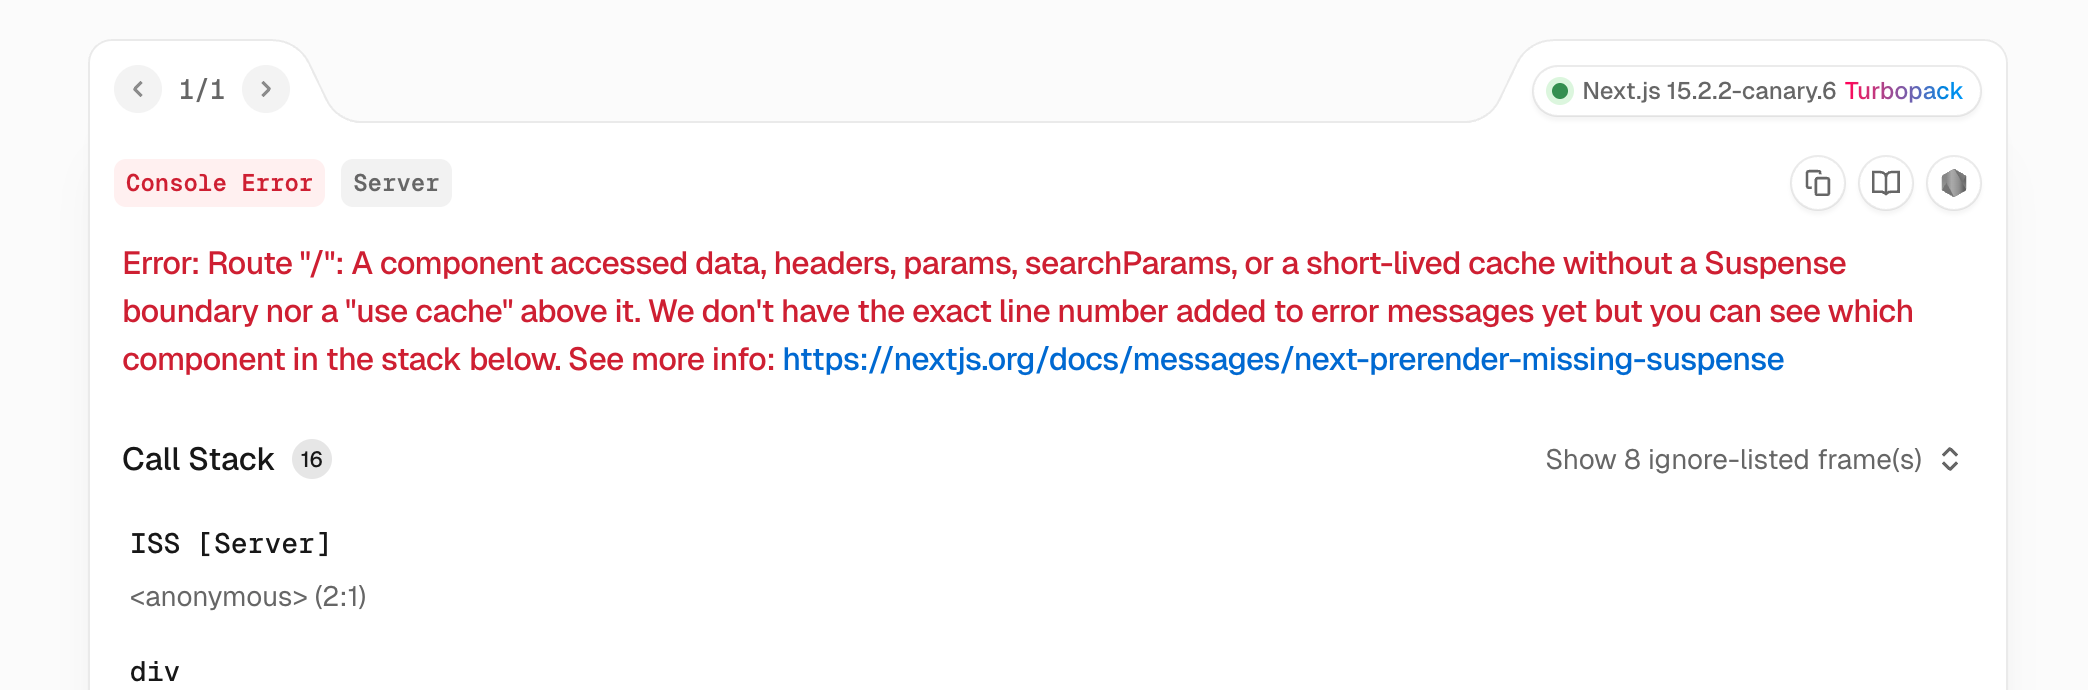 1/1
Next.js 15.2.2-canary.6 Turbopack
Console Error Server
Error: Route "/": A component accessed data, headers, params, searchParams, or a short-lived cache without a Suspense
boundary nor a "use cache" above it. We don't have the exact line number added to error messages yet but you can see which
component in the stack below. See more info: https://nextjs.org/docs/messages/next-prerender-missing-suspense
Call Stack 16
Show 8 ignore-listed frame(s)
ISS [Server]
<anonymous> (2:1)
div